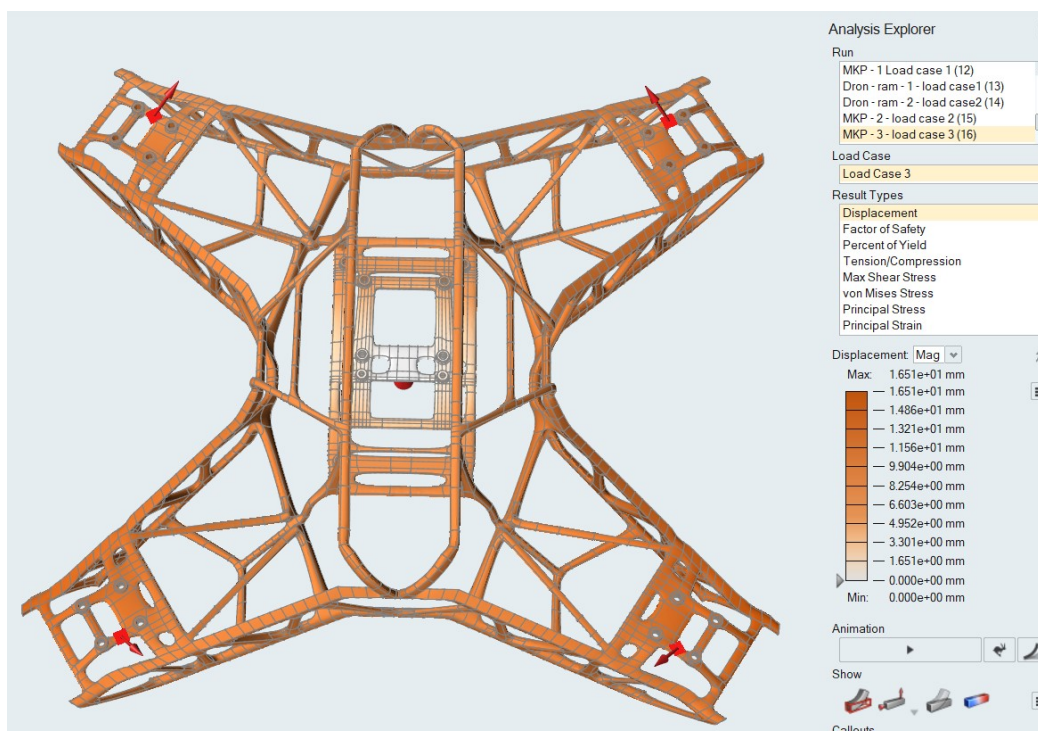 Analysis Explorer
Run
MKP - 1 Load case 1 (12)
Dron - ram - 1 - load case1 (13)
Dron - ram - 2 - load case2 (14)
MKP - 2 - load case 2 (15)
MKP - 3 - load case 3 (16)
Load Case
Load Case 3
Result Types
Displacement
Factor of Safety
Percent of Yield
Tension/Compression
Max Shear Stress
von Mises Stress
Principal Stress
Principal Strain
Displacement: Mag
Max: 1.651e+01 mm
1.651e+01 mm
1.486e+01 mm
1.321e+01 mm
1.156e+01 mm
9.904e+00 mm
8.254e+00 mm
6.603e+00 mm
4.952e+00 mm
3.301e+00 mm
1.651e+00 mm
0.000e+00 mm
Min: 0.000e+00 mm
Animation
Show
Callouts